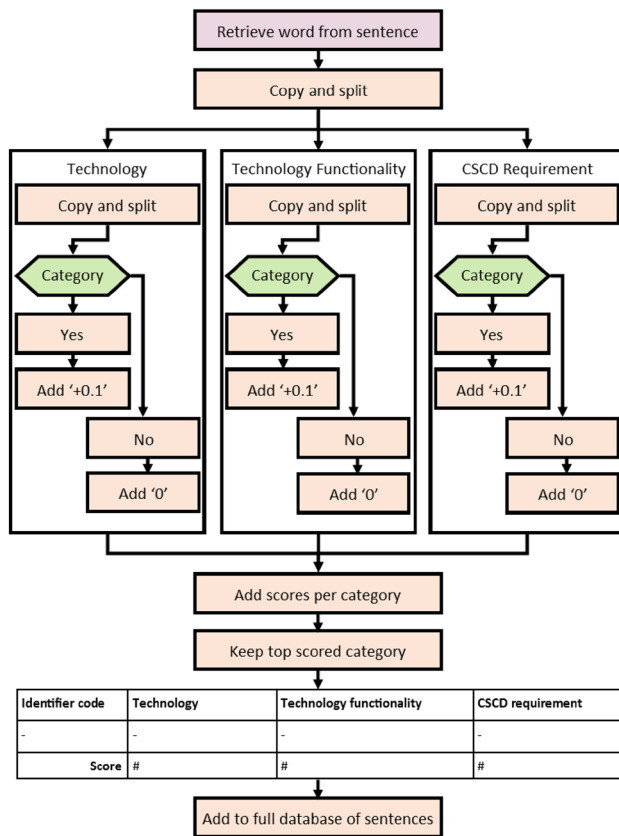 Retrieve word from sentence
Copy and split
Technology
Copy and split
Category
Yes
Add ‘+0.1’
No
Add ‘0’
Technology Functionality
Copy and split
Category
Yes
Add ‘+0.1’
No
Add ‘0’
CSCD Requirement
Copy and split
Category
Yes
Add ‘+0.1’
No
Add ‘0’
Add scores per category
Keep top scored category
Identifier code Technology Technology functionality CSCD requirement
- - - -
Score # # #
Add to full database of sentences